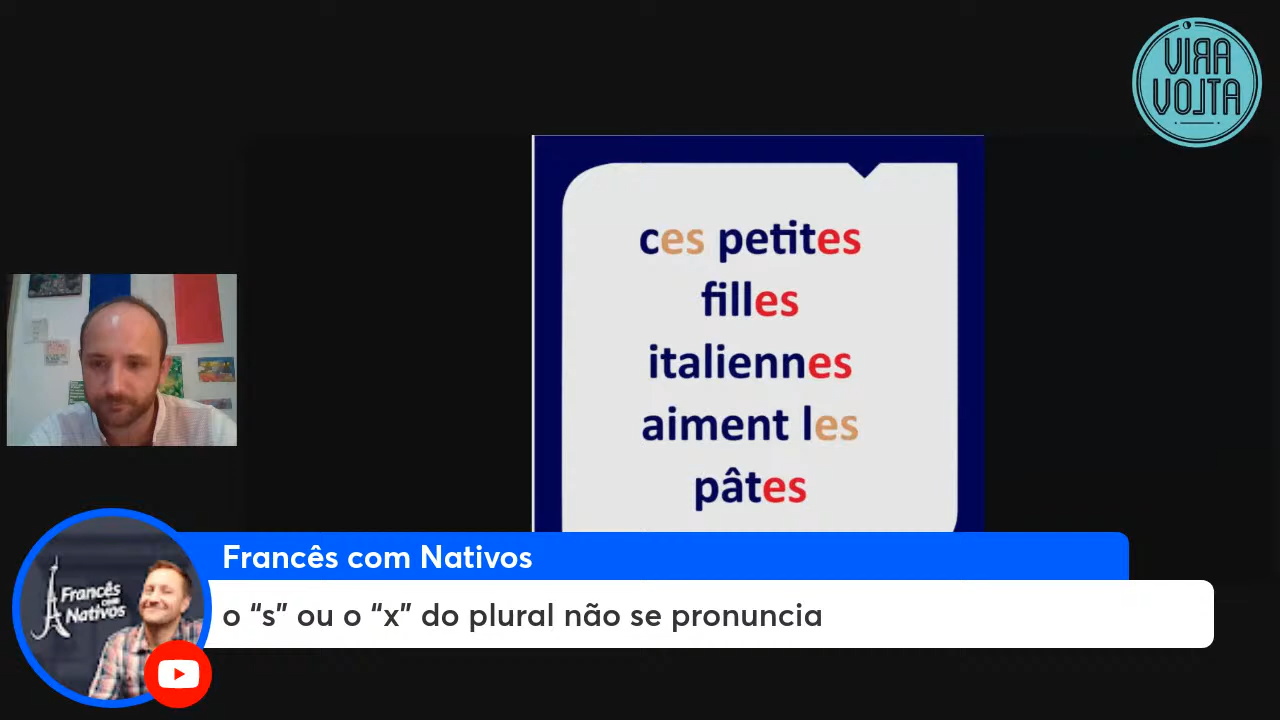 VIRA
VOLTA
ces petites
filles
italiennes
aiment les
pâtes
Francês com Nativos
o “s” ou o “x” do plural não se pronuncia
Francês
com
Nativos